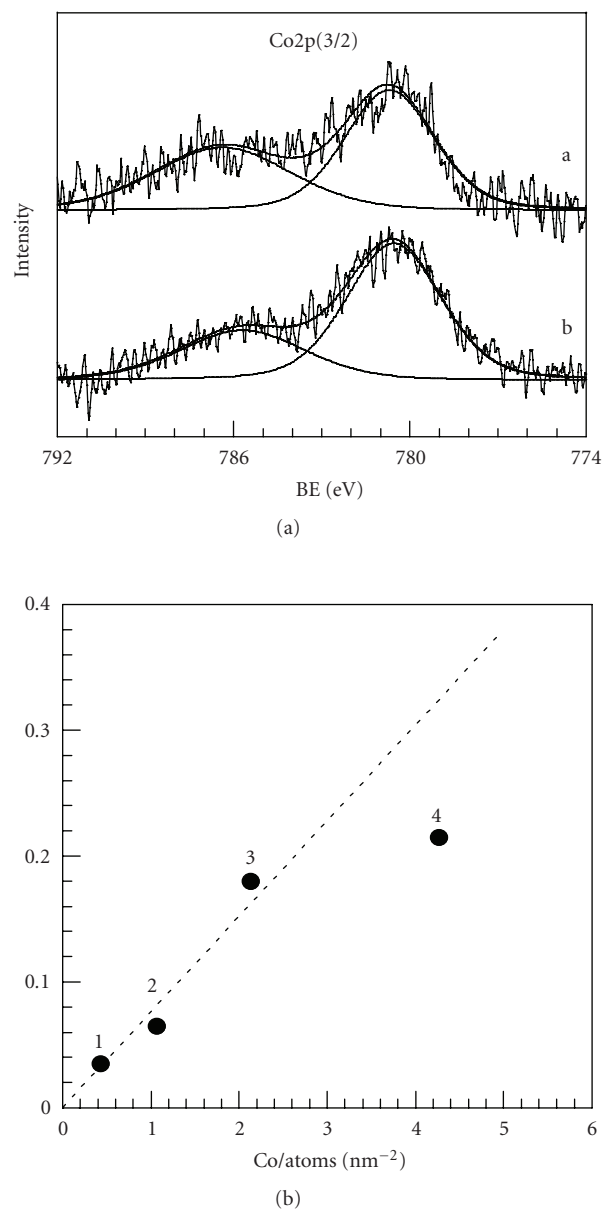 Co2p(3/2)
a
Intensity
b
792 786 780 774
BE (eV)
(a)
0.4
0.3
4
3
0.2
2
0.1
1
0
0 1 2 3 4 5 6
Co/atoms (nm−2)
(b)